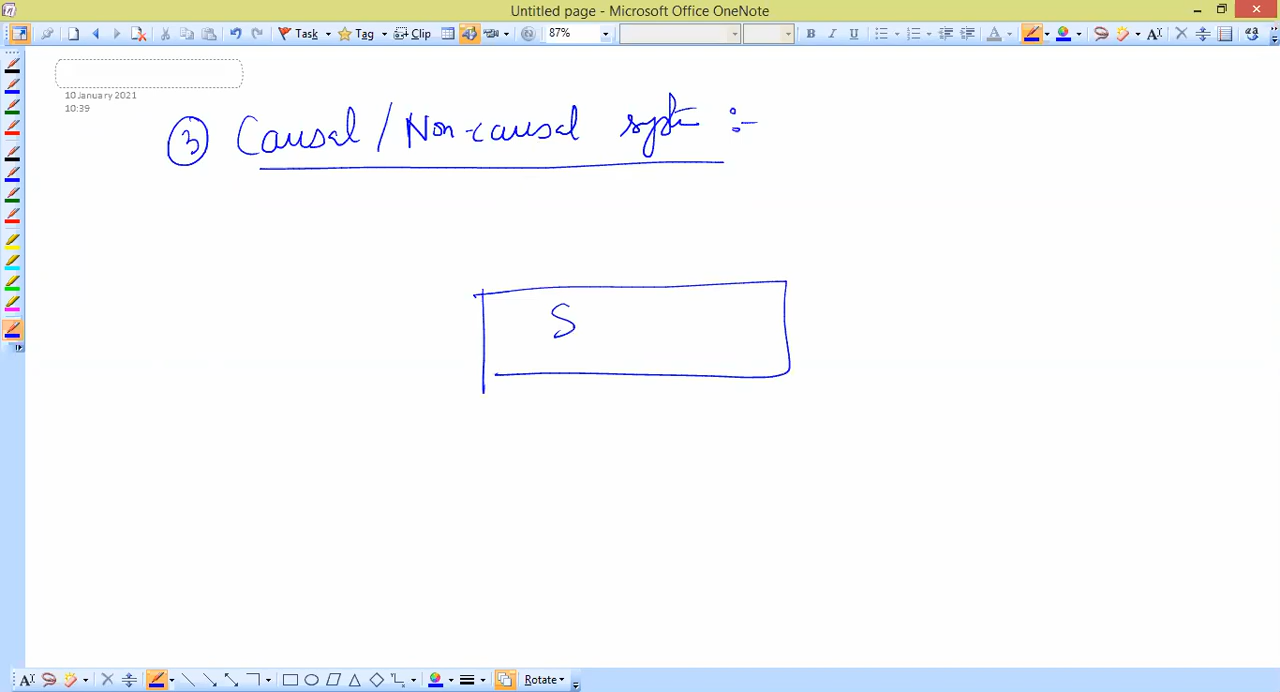 Untitled page - Microsoft Office OneNote
Task Tag Clip 87% B I U
10 January 2021
10:39
③ Causal / Non-causal :-
S
Rotate